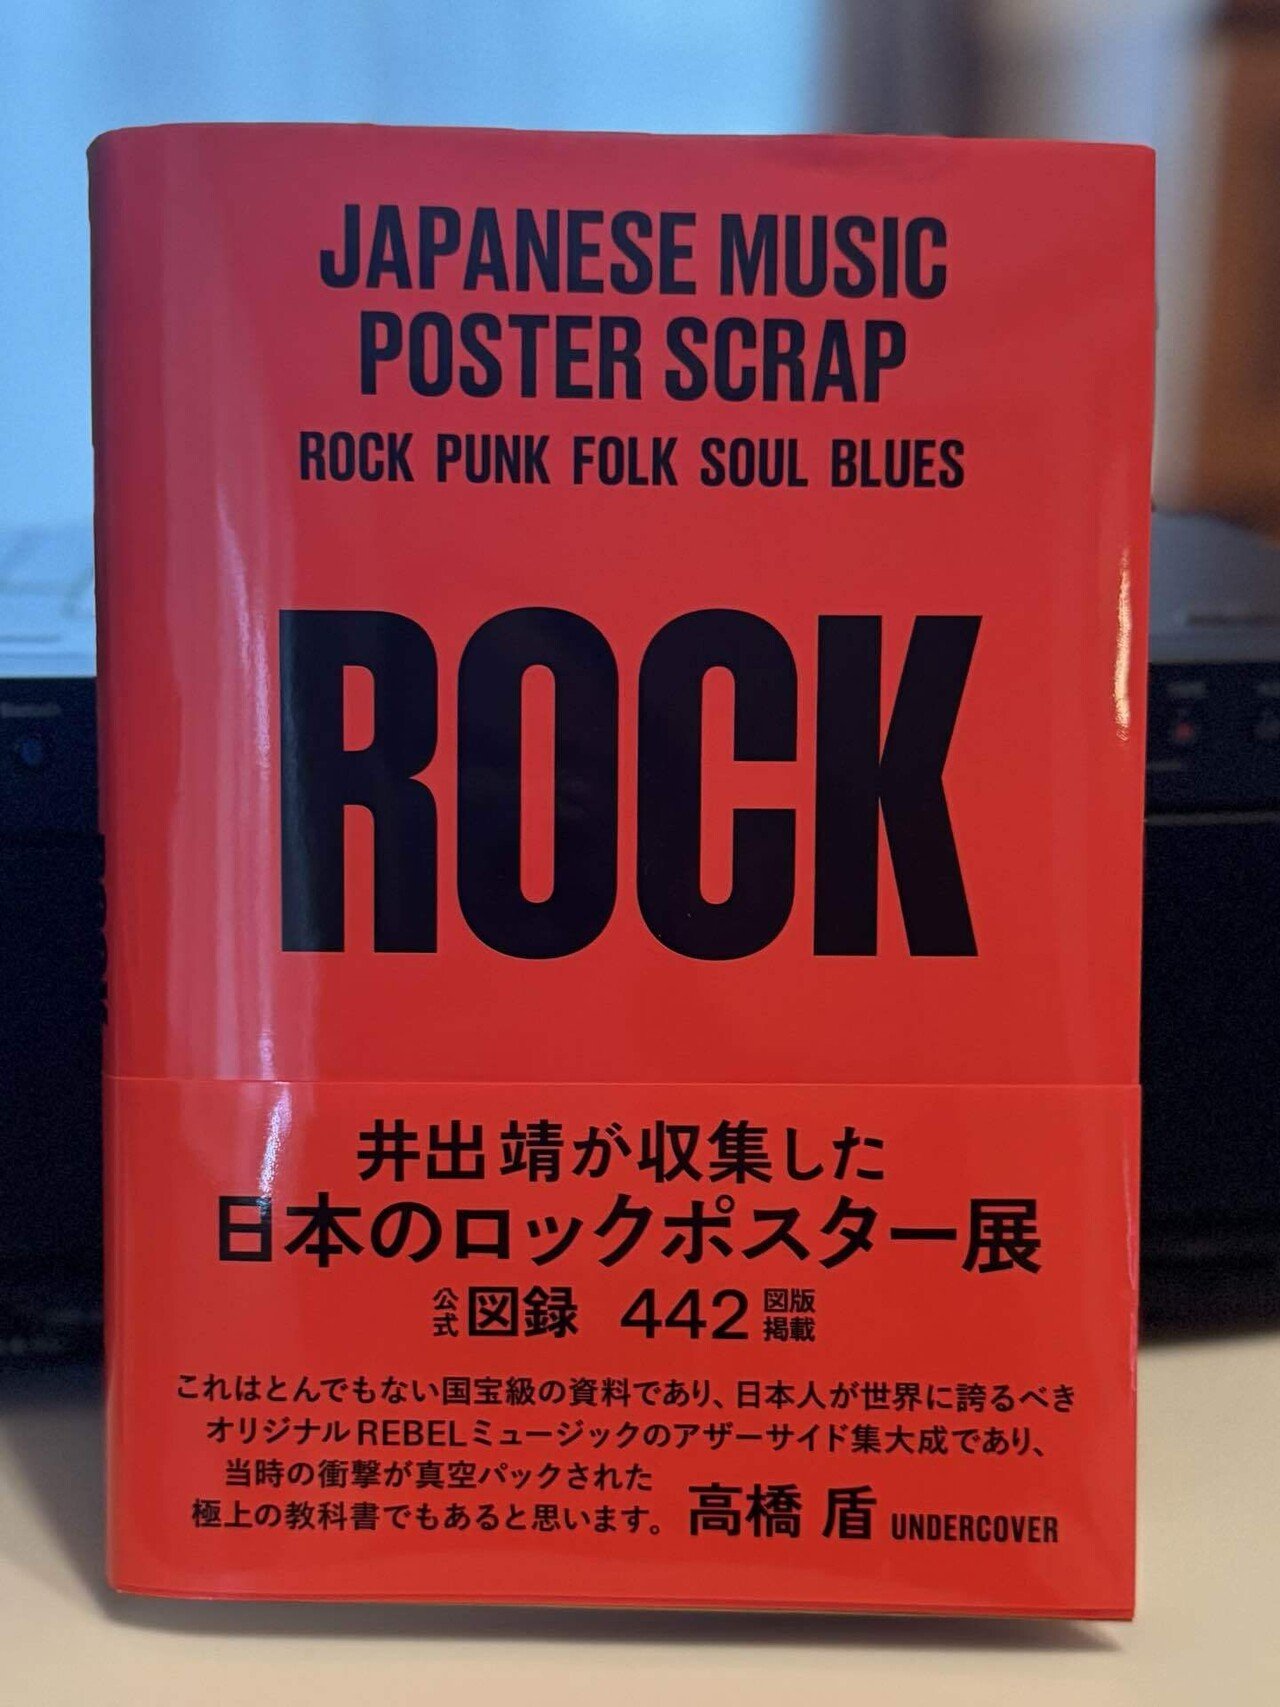 JAPANESE MUSIC
POSTER SCRAP
ROCK PUNK FOLK SOUL BLUES
ROCK
井出 靖が収集した
日本のロックポスター展
公式図録 442図版掲載
これはとんでもない国宝級の資料であり、日本人が世界に誇るべき
オリジナルREBELミュージックのアザーサイド集大成であり、
当時の衝撃が真空パックされた
極上の教科書でもあると思います。 高橋 盾 UNDERCOVER